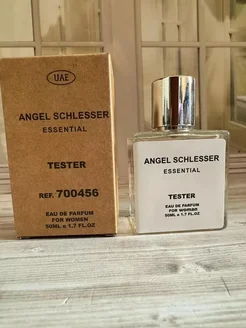 UAE
ANGEL SCHLESSER
ESSENTIAL
TESTER
REF. 700456
EAU DE PARFUM
FOR WOMEN
50ML e 1.7 FL.OZ
ANGEL SCHLESSER
ESSENTIAL
TESTER
EAU DE PARFUM
FOR woman
50ML e 1.7 FL.OZ